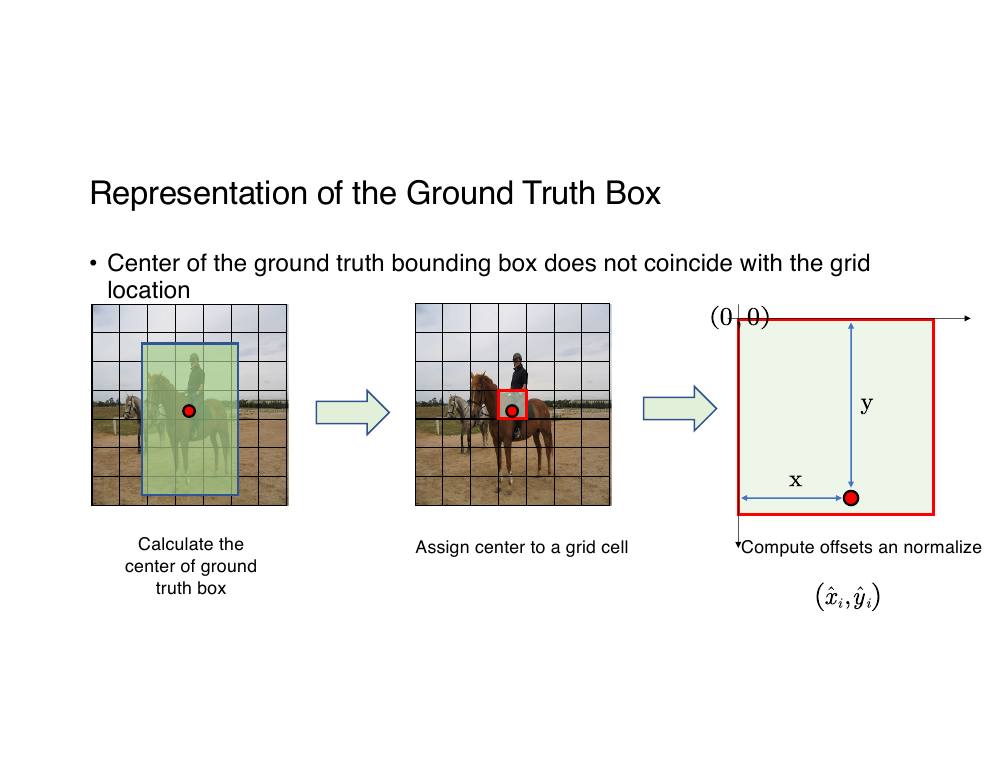 Representation of the Ground Truth Box
• Center of the ground truth bounding box does not coincide with the grid
location
(0, 0)
y
x
Calculate the
center of ground
truth box
Assign center to a grid cell
Compute offsets an normalize
(x̂ᵢ, ŷᵢ)